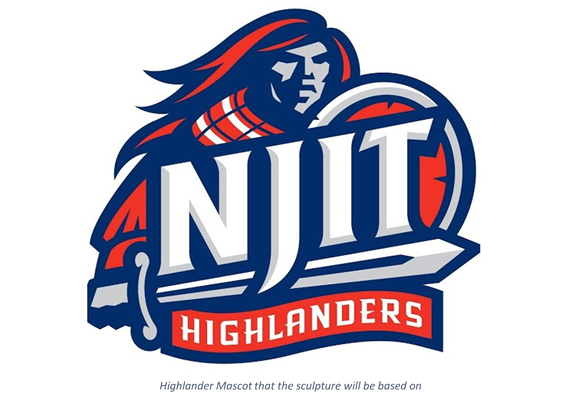 NJIT
HIGHLANDERS
Highlander Mascot that the sculpture will be based on